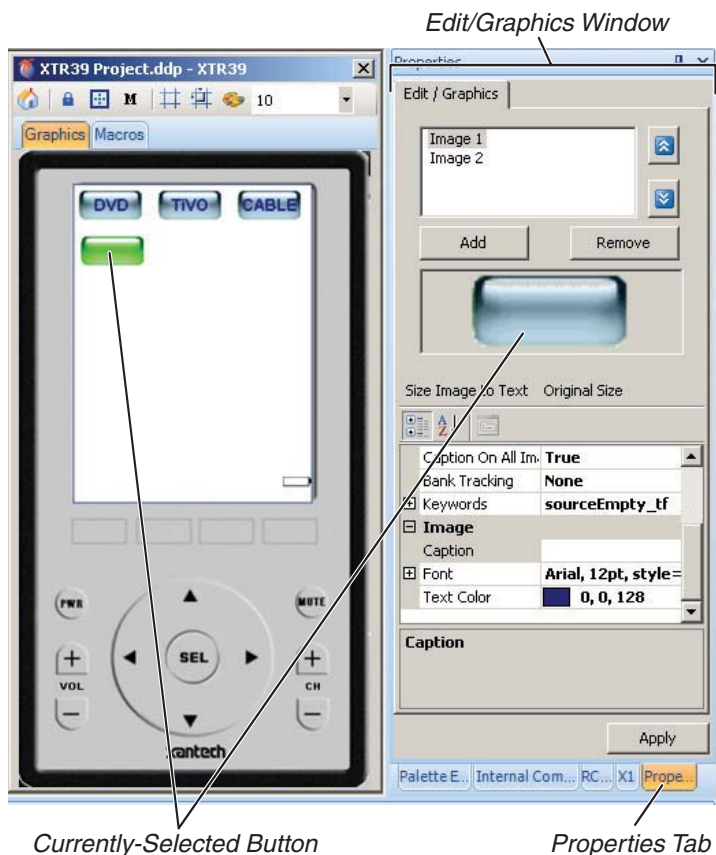 Edit/Graphics Window
XTR39 Project.ddp - XTR39
M
10
Graphics Macros
DVD TIVO CABLE
PWR
MUTE
SEL
+ +
VOL CH
- -
xantech
Properties
Edit / Graphics
Image 1
Image 2
Add Remove
Size Image to Text Original Size
Caption On All Im. True
Bank Tracking None
Keywords sourceEmpty_tf
Image
Caption
Font Arial, 12pt, style=
Text Color 0, 0, 128
Caption
Apply
Palette E... Internal Com... RC... X1 Prope...
Currently-Selected Button
Properties Tab